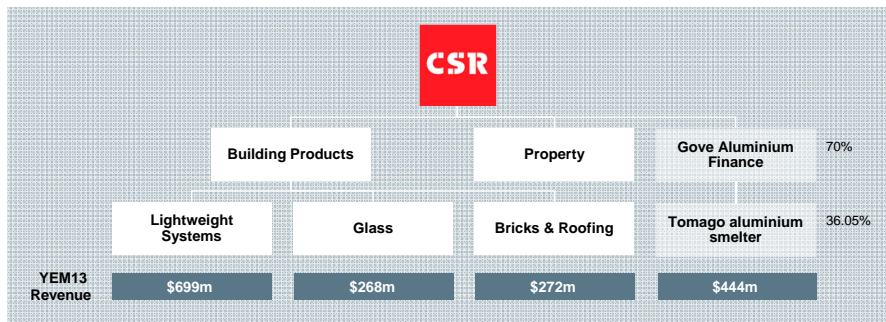 CSR
Building Products
Property
Gove Aluminium
Finance
70%
Lightweight
Systems
Glass
Bricks & Roofing
Tomago aluminium
smelter
36.05%
YEM13
Revenue
$699m
$268m
$272m
$444m